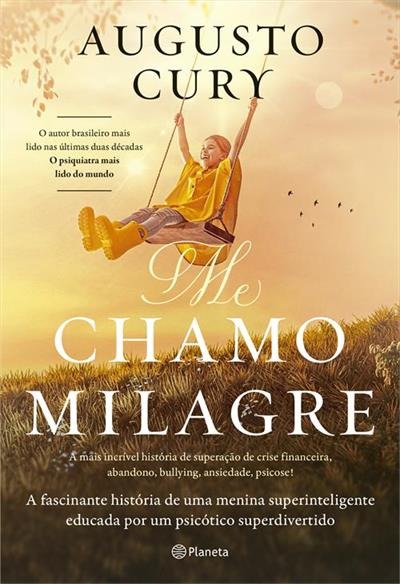 AUGUSTO
CURY
O autor brasileiro mais
lido nas últimas duas décadas
O psiquiatra mais
lido do mundo
Me
CHAMO
MILAGRE
A mais incrível história de superação de crise financeira,
abandono, bullying, ansiedade, psicose!
A fascinante história de uma menina superinteligente
educada por um psicótico superdivertido
Planeta